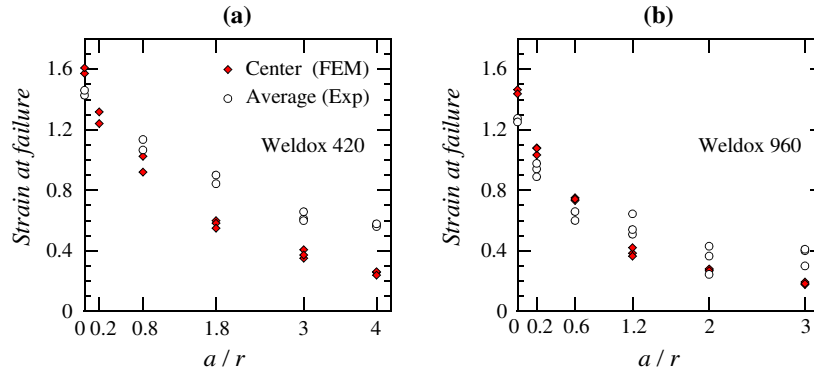 (a)
Strain at failure
1.6
1.2
0.8
0.4
0
Center (FEM)
Average (Exp)
Weldox 420
0 0.2 0.8 1.8 3 4
a / r
(b)
Strain at failure
1.6
1.2
0.8
0.4
0
Weldox 960
0 0.2 0.6 1.2 2 3
a / r